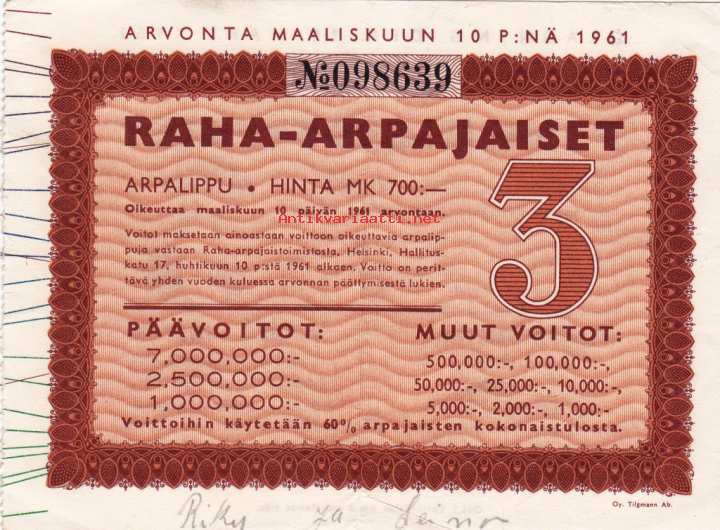 ARVONTA MAALISKUUN 10 P:NÄ 1961
№098639
RAHA-ARPAJAISET
ARPALIPPU • HINTA MK 700:—
3
Oikeuttaa maaliskuun 10 päivän 1961 arvontaan.
antikvariaatti.net
Voitot maksetaan ainoastaan voittoon oikeuttavia arpalip-
puja vastaan Raha-arpajaistoimistosta, Helsinki, Hallitus-
katu 17, huhtikuun 10 p:stä 1961 alkaen. Voitto on perit-
tävä yhden vuoden kuluessa arvonnan päättymisestä lukien.
PÄÄVOITOT:
7,000,000:-
2,500,000:-
1,000,000:-
MUUT VOITOT:
500,000:-, 100,000:-,
50,000:-, 25,000:-, 10,000:-,
5,000:-, 2,000:-, 1,000:-
Voittoihin käytetään 60% arpajaisten kokonaistulosta.
Oy. Tilgmann Ab.
Riky